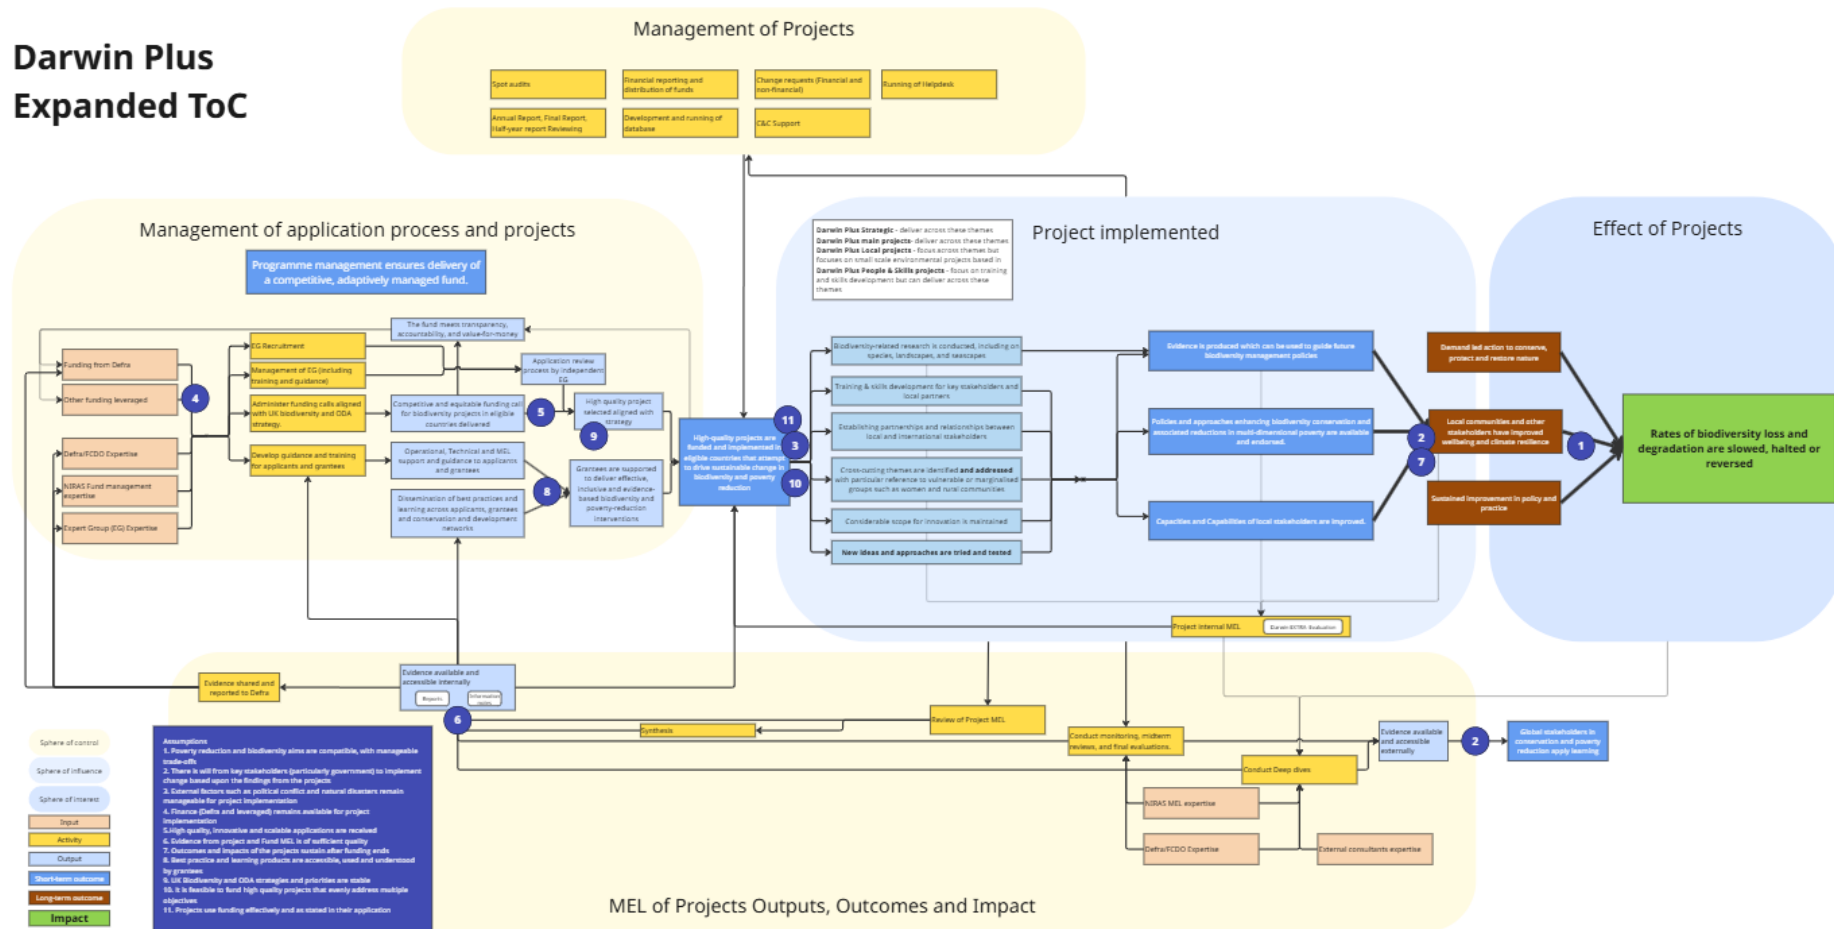 Darwin Plus
Expanded ToC
Management of Projects
Spot audits
Financial reporting and
distribution of funds
Change requests (Financial and
non-financial)
Running of Helpdesk
Annual Report, Final Report,
Half-year report Reviewing
Development and running of
database
C&C Support
Management of application process and projects
Programme management ensures delivery of
a competitive, adaptively managed fund.
Funding from Defra
Other funding leveraged
Defra/FCDO Expertise
NIRAS Fund management
expertise
Expert Group (EG) Expertise
4
EG Recruitment
Management of EG (including
training and guidance)
Administer funding calls aligned
with UK biodiversity and ODA
strategy.
Develop guidance and training
for applicants and grantees
The fund meets transparency,
accountability, and value-for-money
Application review
process by independent
EG
Competitive and equitable funding call
for biodiversity projects in eligible
countries delivered
5
High quality project
selected aligned with
strategy
9
Operational, Technical and MEL
support and guidance to applicants
and grantees
Dissemination of best practices and
learning across applicants, grantees
and conservation and development
networks
8
Grantees are supported
to deliver effective,
inclusive and evidence-
based biodiversity and
poverty-reduction
interventions
High-quality projects are
funded and implemented in
eligible countries that attempt
to drive sustainable change in
biodiversity and poverty
reduction
11
3
10
Project implemented
Darwin Plus Strategic - deliver across these themes
Darwin Plus main projects- deliver across these themes
Darwin Plus Local projects - focus across themes but
focuses on small scale environmental projects based in
Darwin Plus People & Skills projects - focus on training
and skills development but can deliver across these
themes
Biodiversity-related research is conducted, including on
species, landscapes, and seascapes
Training & skills development for key stakeholders and
local partners
Establishing partnerships and relationships between
local and international stakeholders
Cross-cutting themes are identified and addressed
with particular reference to vulnerable or marginalised
groups such as women and rural communities
Considerable scope for innovation is maintained
New ideas and approaches are tried and tested
Evidence is produced which can be used to guide future
biodiversity management policies
Policies and approaches enhancing biodiversity conservation and
associated reductions in multi-dimensional poverty are available
and endorsed.
Capacities and Capabilities of local stakeholders are improved.
2
7
Project internal MEL
Darwin EXTRA Evaluation
Effect of Projects
Demand led action to conserve,
protect and restore nature
Local communities and other
stakeholders have improved
wellbeing and climate resilience
Sustained improvement in policy and
practice
1
Rates of biodiversity loss and
degradation are slowed, halted or
reversed
Evidence shared and
reported to Defra
Evidence available and
accessible internally
Reports
Information
notes
6
Synthesis
Review of Project MEL
Conduct monitoring, midterm
reviews, and final evaluations.
Conduct Deep dives
NIRAS MEL expertise
Defra/FCDO Expertise
External consultants expertise
Evidence available
and accessible
externally
2
Global stakeholders in
conservation and poverty
reduction apply learning
MEL of Projects Outputs, Outcomes and Impact
Sphere of control
Sphere of influence
Sphere of interest
Input
Activity
Output
Short-term outcome
Long-term outcome
Impact
Assumptions
1. Poverty reduction and biodiversity aims are compatible, with manageable
trade-offs
2. There is will from key stakeholders (particularly government) to implement
change based upon the findings from the projects
3. External factors such as political conflict and natural disasters remain
manageable for project implementation
4. Finance (Defra and leveraged) remains available for project
implementation
5.High quality, innovative and scalable applications are received
6. Evidence from project and Fund MEL is of sufficient quality
7. Outcomes and impacts of the projects sustain after funding ends
8. Best practice and learning products are accessible, used and understood
by grantees
9. UK Biodiversity and ODA strategies and priorities are stable
10. It is feasible to fund high quality projects that evenly address multiple
objectives
11. Projects use funding effectively and as stated in their application